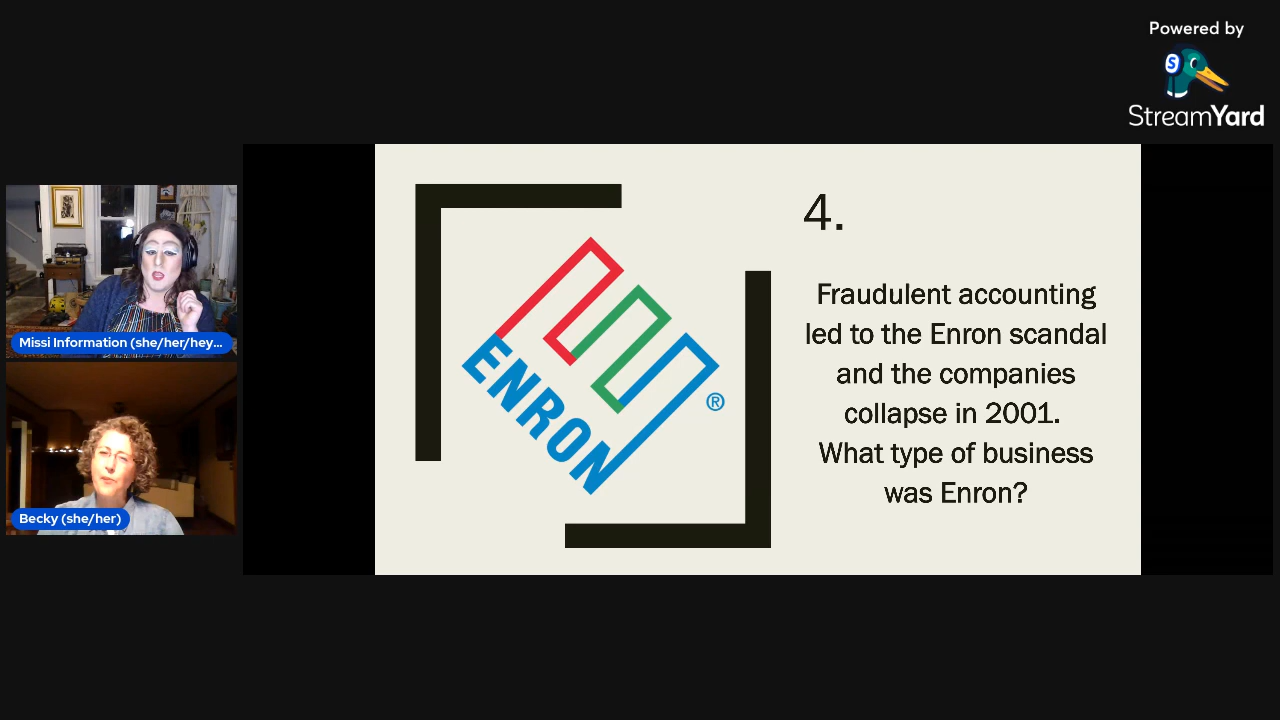 Powered by
S
StreamYard
4.
Fraudulent accounting
led to the Enron scandal
and the companies
collapse in 2001.
What type of business
was Enron?
ENRON
®
Missi Information (she/her/hey...
Becky (she/her)